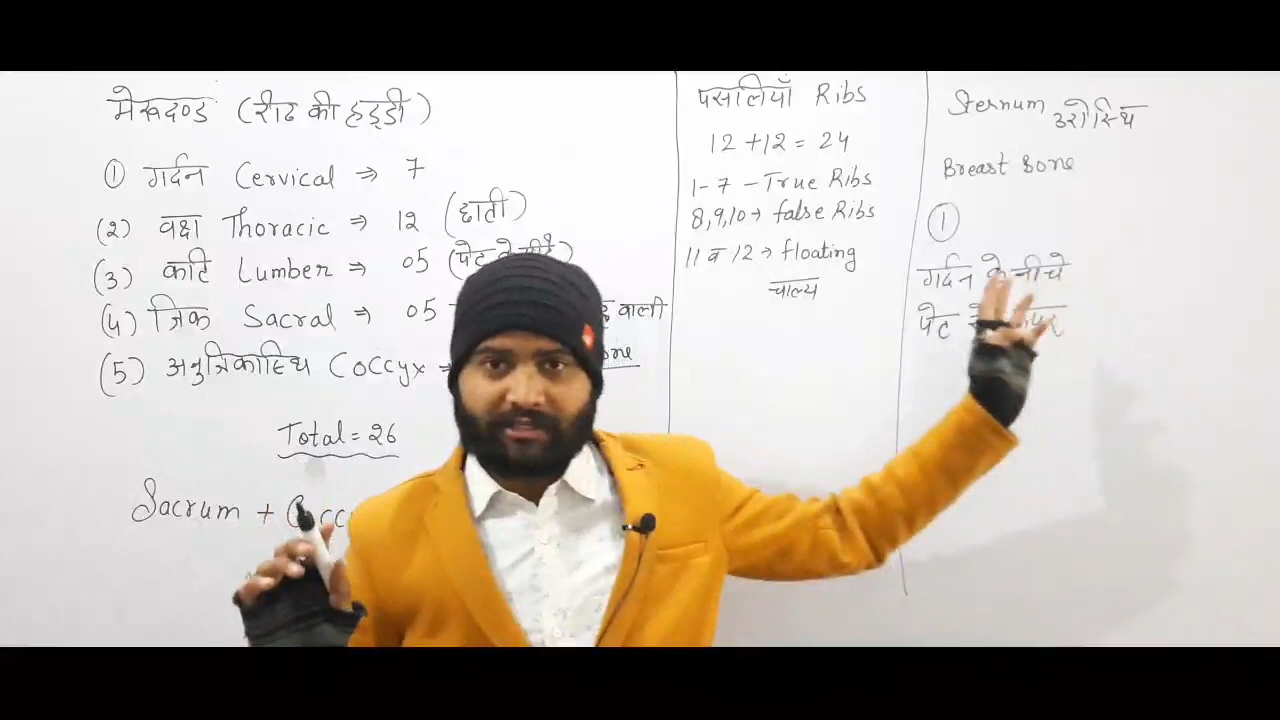 मेरूदण्ड (रीढ की हड्डी)
① गर्दन Cervical ⇒ 7
(2) वक्षा Thoracic ⇒ 12 (छाती)
(3) कटि Lumber ⇒ 05 (पेट के पीछे)
(4) त्रिक Sacral ⇒ 05 वाली
(5) अनुत्रिकास्थि Coccyx →
Total = 26
Sacrum +
पसलियाँ Ribs
12 + 12 = 24
1-7 - True Ribs
8,9,10 → false Ribs
11 व 12 → floating
चाल्य
Sternum उरोस्थि
Breast Bone
①
गर्दन के नीचे
पेट